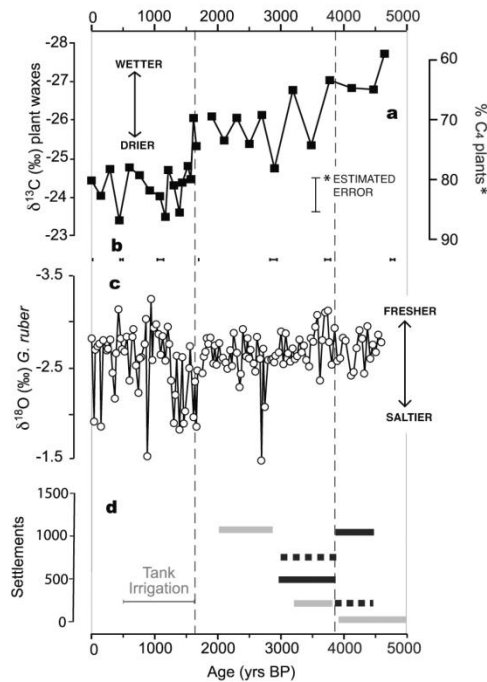 0 1000 2000 3000 4000 5000
-28
-27
-26
-25
-24
-23
δ13C (‰) plant waxes
WETTER
DRIER
a
* ESTIMATED
ERROR
60
70
80
90
% C4 plants *
b
c
-3.5
-2.5
-1.5
δ18O (‰) G. ruber
FRESHER
SALTIER
d
1500
1000
500
0
Settlements
Tank
Irrigation
0 1000 2000 3000 4000 5000
Age (yrs BP)